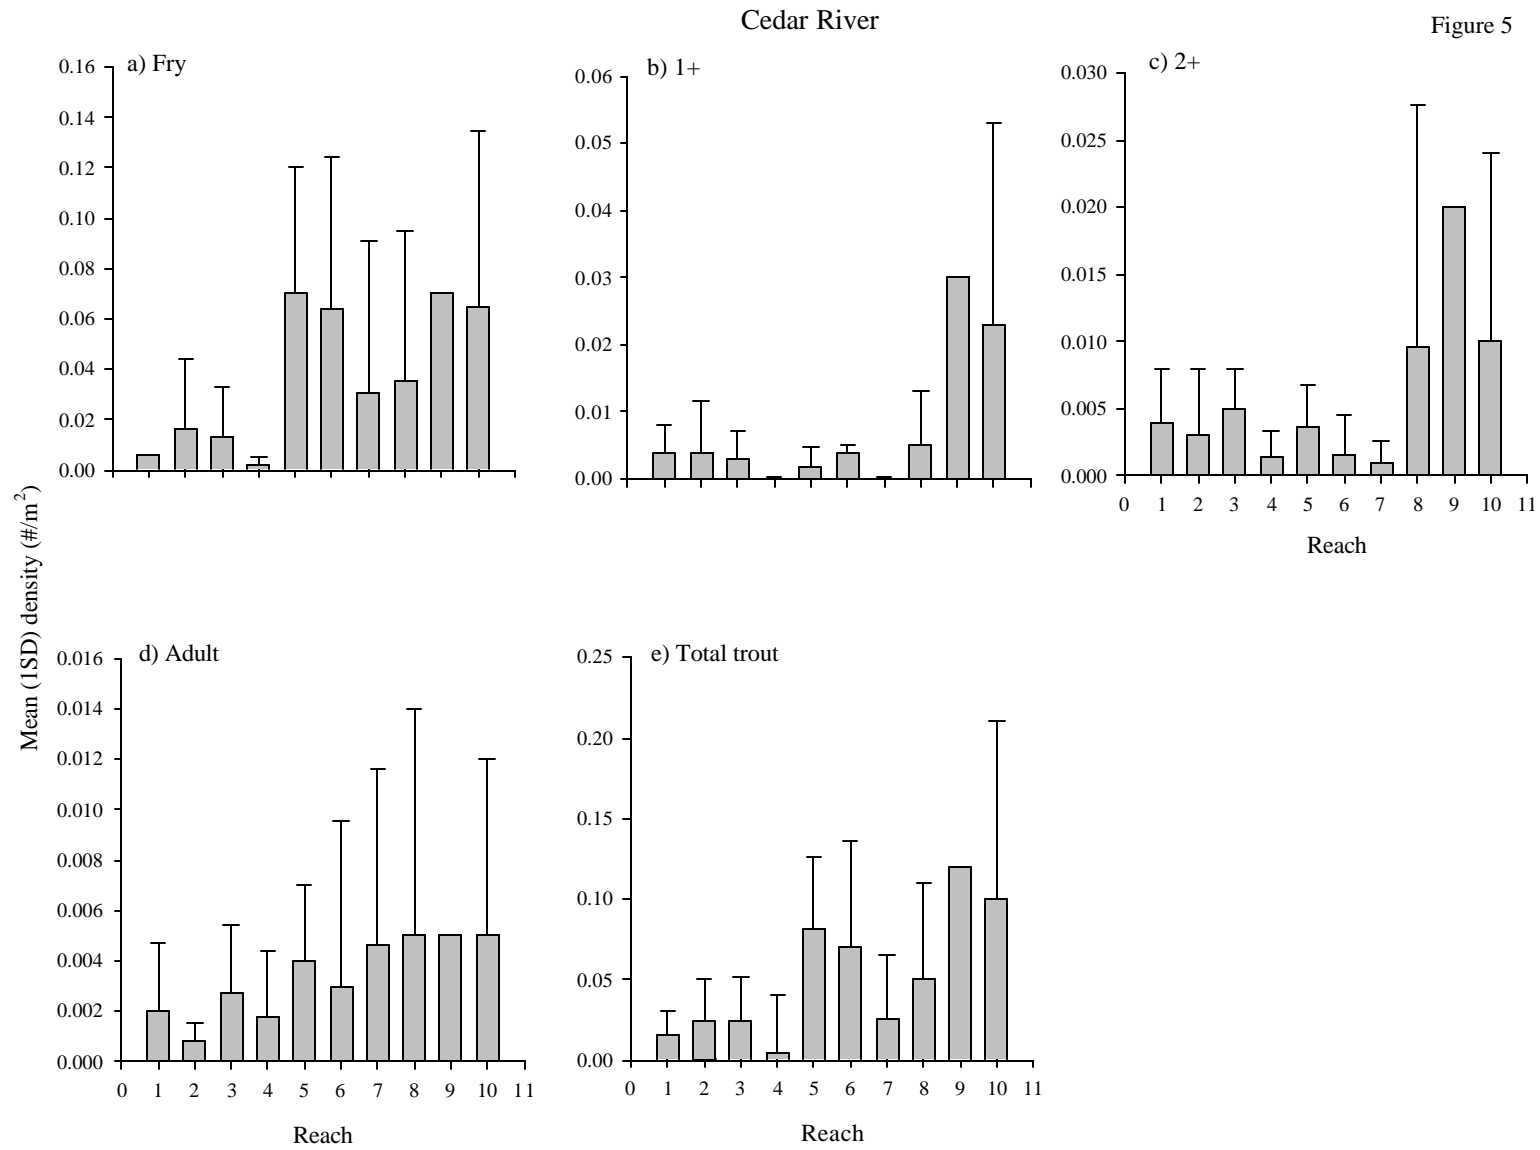 Cedar River
Figure 5
Mean (1SD) density (#/m²)
a) Fry
0.16
0.14
0.12
0.10
0.08
0.06
0.04
0.02
0.00
b) 1+
0.06
0.05
0.04
0.03
0.02
0.01
0.00
c) 2+
0.030
0.025
0.020
0.015
0.010
0.005
0.000
0 1 2 3 4 5 6 7 8 9 10 11
Reach
d) Adult
0.016
0.014
0.012
0.010
0.008
0.006
0.004
0.002
0.000
0 1 2 3 4 5 6 7 8 9 10 11
Reach
e) Total trout
0.25
0.20
0.15
0.10
0.05
0.00
0 1 2 3 4 5 6 7 8 9 10 11
Reach